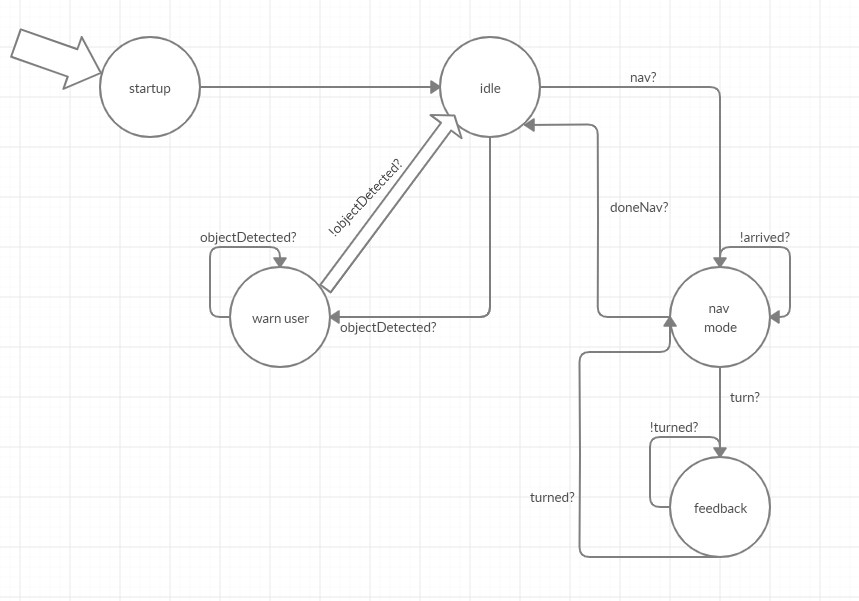 startup
idle
nav?
!objectDetected?
doneNav?
objectDetected?
!arrived?
warn user
objectDetected?
nav
mode
turn?
!turned?
turned?
feedback